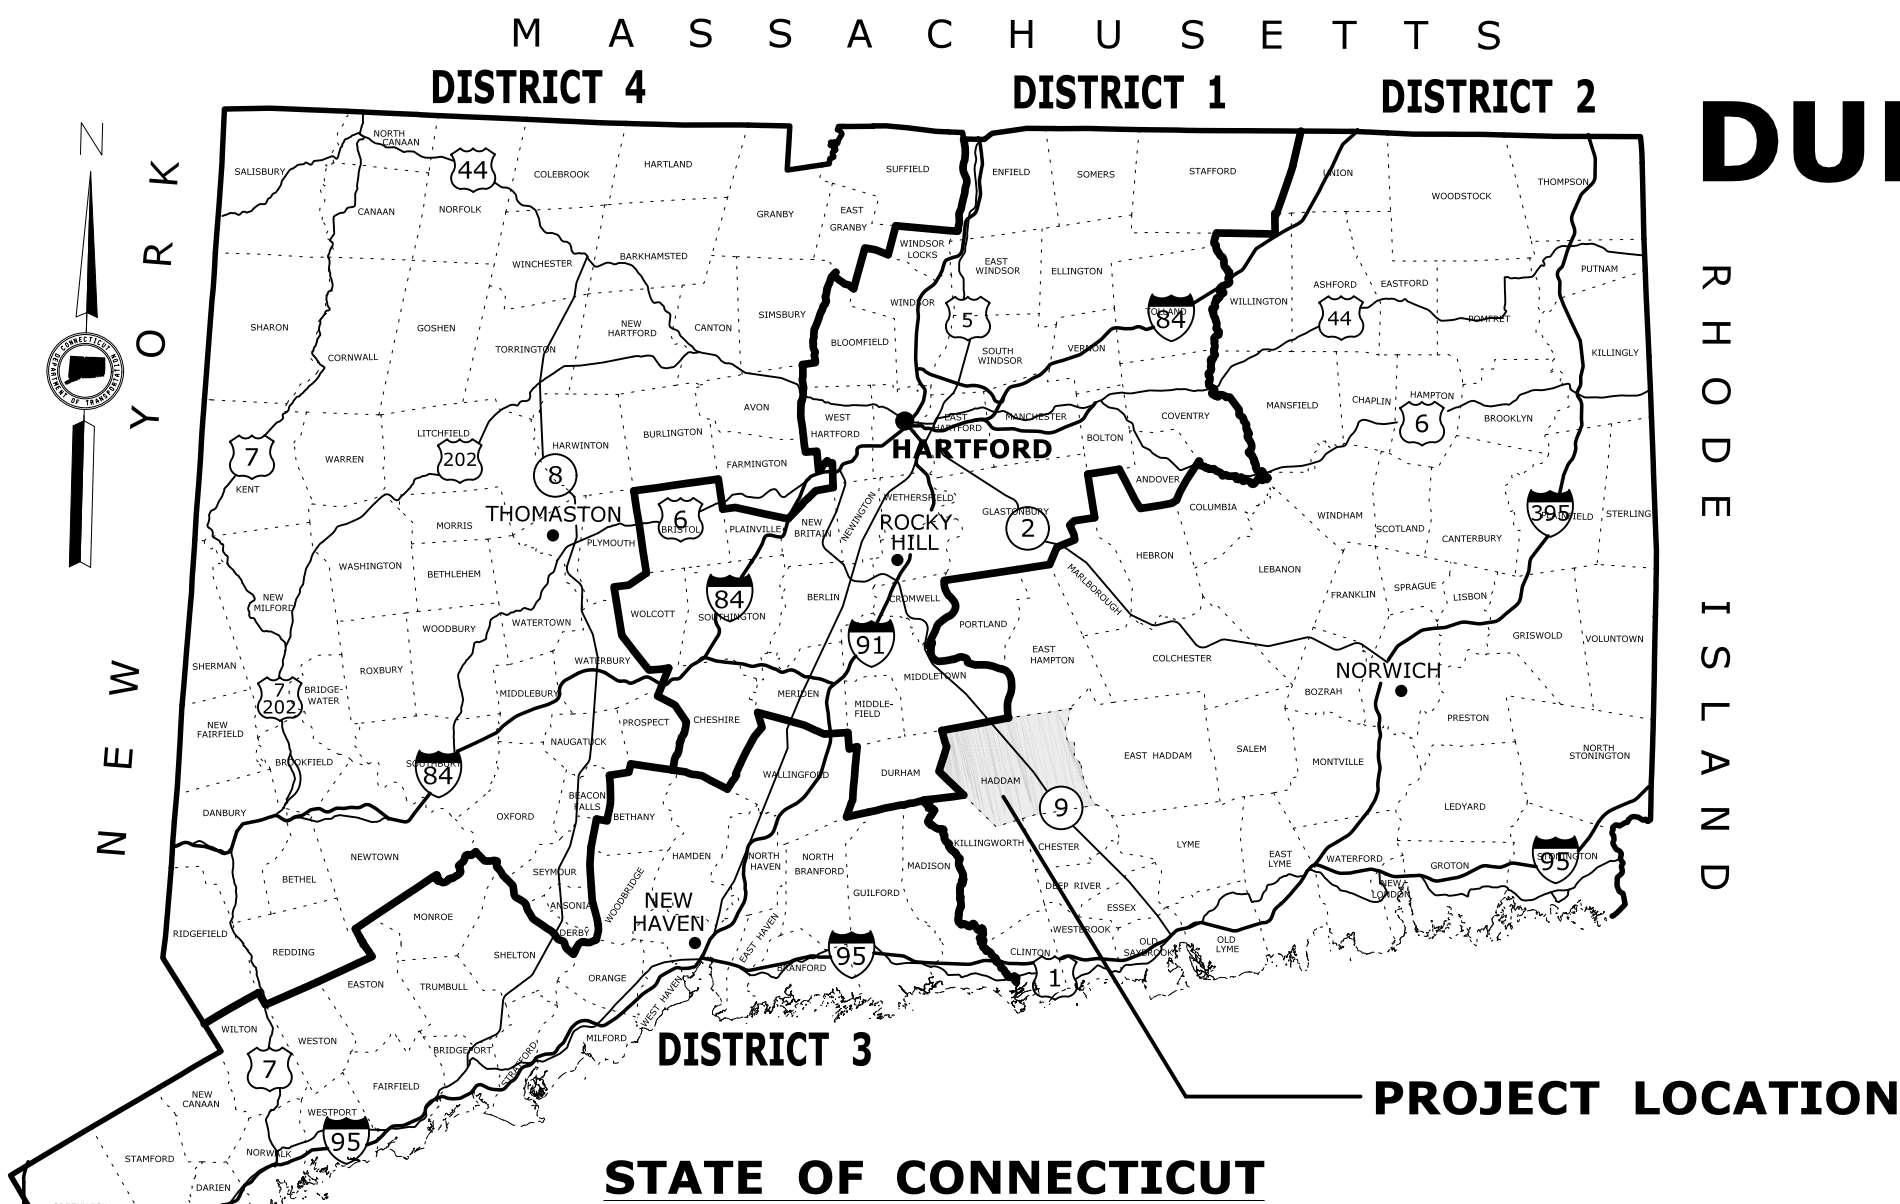 M A S S A C H U S E T T S
DISTRICT 4
DISTRICT 1
DISTRICT 2
DUI
N
NEW YORK
RHODE ISLAND
CONNECTICUT
DEPARTMENT OF TRANSPORTATION
NORTH
CANAAN
SALISBURY
44
COLEBROOK
HARTLAND
SUFFIELD
ENFIELD
SOMERS
STAFFORD
UNION
WOODSTOCK
THOMPSON
CANAAN
NORFOLK
GRANBY
EAST
GRANBY
WINDSOR
LOCKS
EAST
WINDSOR
ELLINGTON
WINCHESTER
BARKHAMSTED
PUTNAM
WILLINGTON
ASHFORD
EASTFORD
SHARON
GOSHEN
NEW
HARTFORD
CANTON
SIMSBURY
WINDSOR
5
TOLLAND
84
44
POMFRET
CORNWALL
TORRINGTON
BLOOMFIELD
SOUTH
WINDSOR
VERNON
KILLINGLY
AVON
WEST
HARTFORD
EAST
HARTFORD
MANCHESTER
COVENTRY
MANSFIELD
CHAPLIN
HAMPTON
6
BROOKLYN
LITCHFIELD
HARWINTON
BURLINGTON
BOLTON
HARTFORD
7
KENT
WARREN
202
8
FARMINGTON
ANDOVER
COLUMBIA
WETHERSFIELD
NEWINGTON
GLASTONBURY
2
THOMASTON
MORRIS
PLYMOUTH
6
BRISTOL
PLAINVILLE
NEW
BRITAIN
ROCKY
HILL
WINDHAM
SCOTLAND
CANTERBURY
395
PLAINFIELD
STERLING
WASHINGTON
BETHLEHEM
HEBRON
LEBANON
MARLBOROUGH
NEW
MILFORD
WOODBURY
WATERTOWN
WOLCOTT
84
SOUTHINGTON
BERLIN
CROMWELL
91
PORTLAND
FRANKLIN
SPRAGUE
LISBON
GRISWOLD
VOLUNTOWN
SHERMAN
ROXBURY
WATERBURY
EAST
HAMPTON
COLCHESTER
NORWICH
BOZRAH
7
202
BRIDGE-
WATER
MIDDLEBURY
MERIDEN
MIDDLETOWN
MIDDLE-
FIELD
NEW
FAIRFIELD
PROSPECT
CHESHIRE
PRESTON
NORTH
STONINGTON
BROOKFIELD
SOUTHBURY
84
NAUGATUCK
WALLINGFORD
DURHAM
HADDAM
EAST HADDAM
SALEM
MONTVILLE
DANBURY
OXFORD
BEACON
FALLS
BETHANY
9
LEDYARD
NEWTOWN
HAMDEN
NORTH
HAVEN
NORTH
BRANFORD
MADISON
KILLINGWORTH
CHESTER
LYME
EAST
LYME
WATERFORD
GROTON
95
STONINGTON
BETHEL
SEYMOUR
WOODBRIDGE
GUILFORD
DEEP RIVER
NEW
LONDON
MONROE
ANSONIA
NEW
HAVEN
ESSEX
RIDGEFIELD
DERBY
WESTBROOK
REDDING
SHELTON
EAST HAVEN
95
BRANFORD
CLINTON
OLD
SAYBROOK
OLD
LYME
EASTON
TRUMBULL
ORANGE
WEST HAVEN
1
WILTON
WESTON
BRIDGEPORT
STRATFORD
MILFORD
DISTRICT 3
7
NEW
CANAAN
FAIRFIELD
WESTPORT
95
PROJECT LOCATION
STAMFORD
NORWALK
DARIEN
STATE OF CONNECTICUT